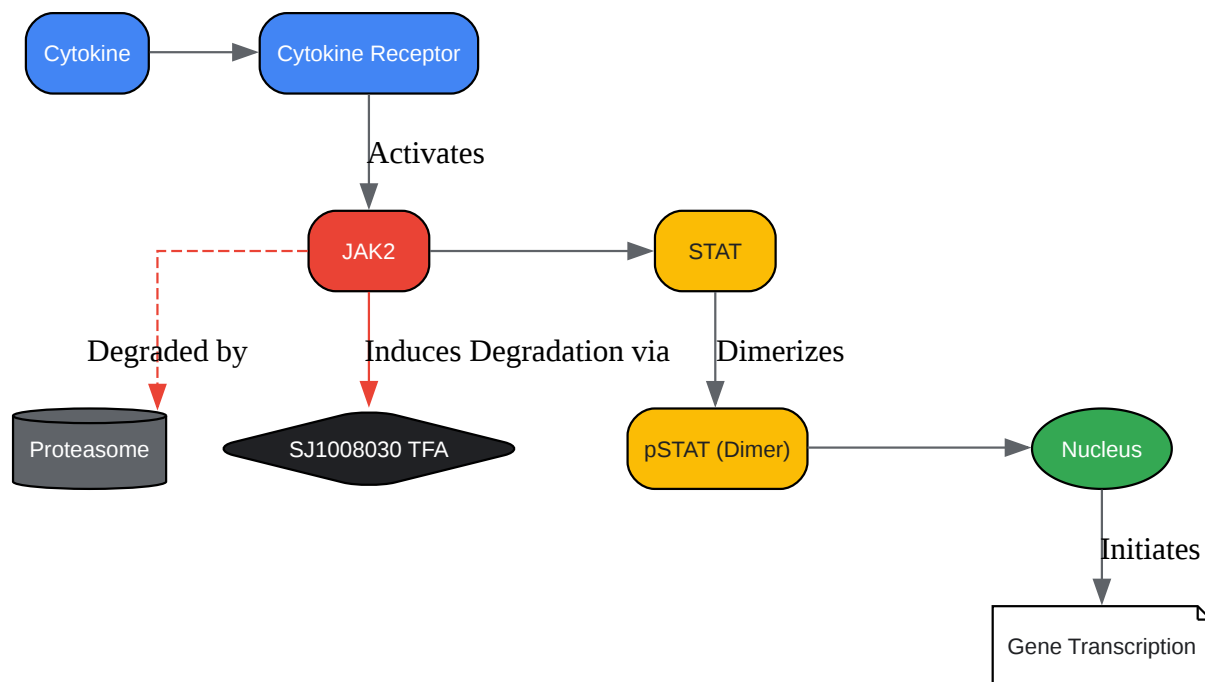 Cytokine
Cytokine Receptor
Activates
JAK2
STAT
Degraded by
Induces Degradation via
Dimerizes
Proteasome
SJ1008030 TFA
pSTAT (Dimer)
Nucleus
Initiates
Gene Transcription